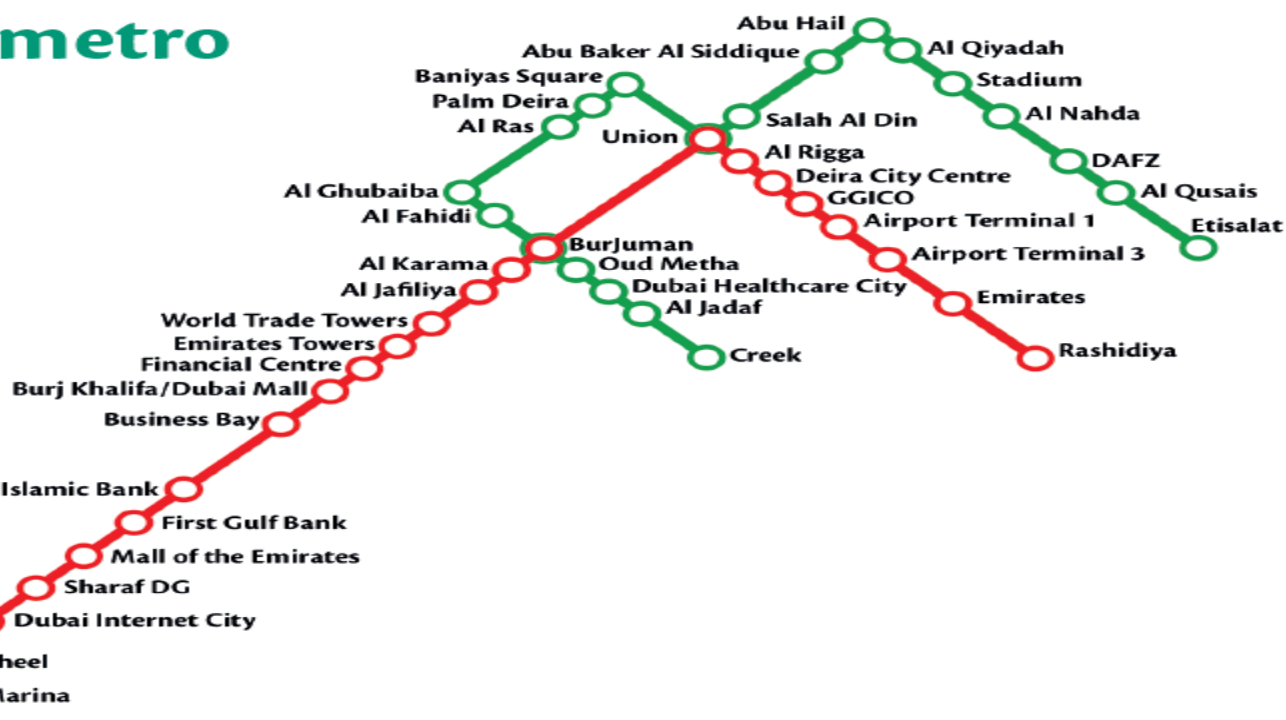 metro
Abu Hail
Abu Baker Al Siddique
Al Qiyadah
Baniyas Square
Stadium
Palm Deira
Al Nahda
Al Ras
Salah Al Din
Union
Al Rigga
DAFZ
Deira City Centre
Al Ghubaiba
Al Qusais
GGICO
Al Fahidi
Airport Terminal 1
Etisalat
BurJuman
Airport Terminal 3
Al Karama
Oud Metha
Al Jafiliya
Dubai Healthcare City
Emirates
Al Jadaf
World Trade Towers
Emirates Towers
Rashidiya
Creek
Financial Centre
Burj Khalifa/Dubai Mall
Business Bay
Islamic Bank
First Gulf Bank
Mall of the Emirates
Sharaf DG
Dubai Internet City
heel
Marina